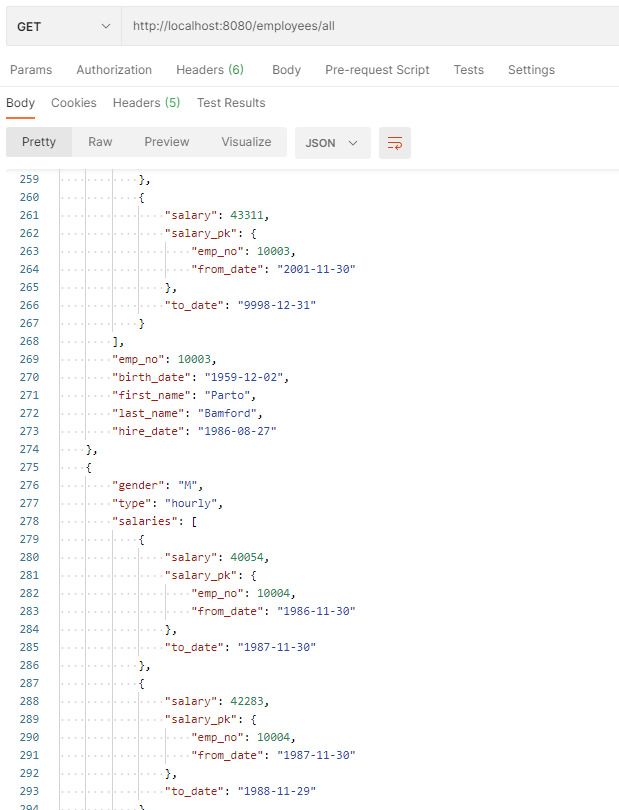 GET http://localhost:8080/employees/all
Params Authorization Headers (6) Body Pre-request Script Tests Settings
Body Cookies Headers (5) Test Results
Pretty Raw Preview Visualize JSON
259 },
260 {
261 "salary": 43311,
262 "salary_pk": {
263 "emp_no": 10003,
264 "from_date": "2001-11-30"
265 },
266 "to_date": "9998-12-31"
267 }
268 ],
269 "emp_no": 10003,
270 "birth_date": "1959-12-02",
271 "first_name": "Parto",
272 "last_name": "Bamford",
273 "hire_date": "1986-08-27"
274 },
275 {
276 "gender": "M",
277 "type": "hourly",
278 "salaries": [
279 {
280 "salary": 40054,
281 "salary_pk": {
282 "emp_no": 10004,
283 "from_date": "1986-11-30"
284 },
285 "to_date": "1987-11-30"
286 },
287 {
288 "salary": 42283,
289 "salary_pk": {
290 "emp_no": 10004,
291 "from_date": "1987-11-30"
292 },
293 "to_date": "1988-11-29"
294 }